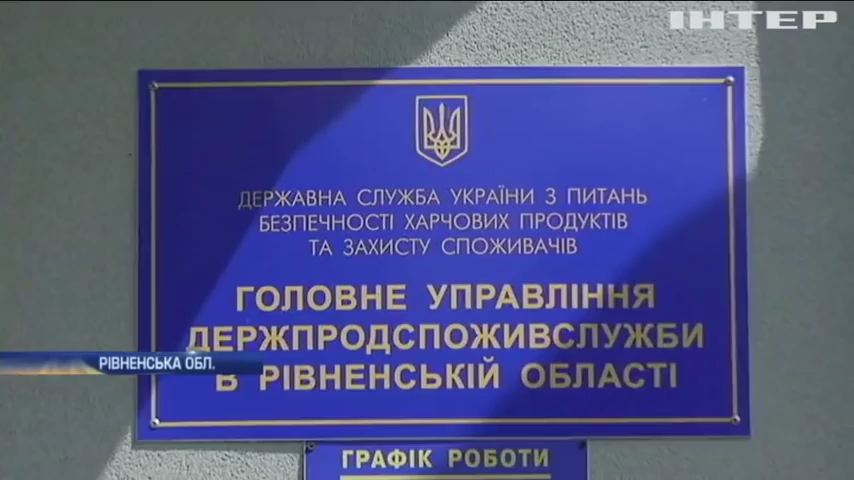 ІНТЕР
ДЕРЖАВНА СЛУЖБА УКРАЇНИ З ПИТАНЬ
БЕЗПЕЧНОСТІ ХАРЧОВИХ ПРОДУКТІВ
ТА ЗАХИСТУ СПОЖИВАЧІВ
ГОЛОВНЕ УПРАВЛІННЯ
ДЕРЖПРОДСПОЖИВСЛУЖБИ
РІВНЕНСЬКА ОБЛ.
В РІВНЕНСЬКІЙ ОБЛАСТІ
ГРАФІК РОБОТИ